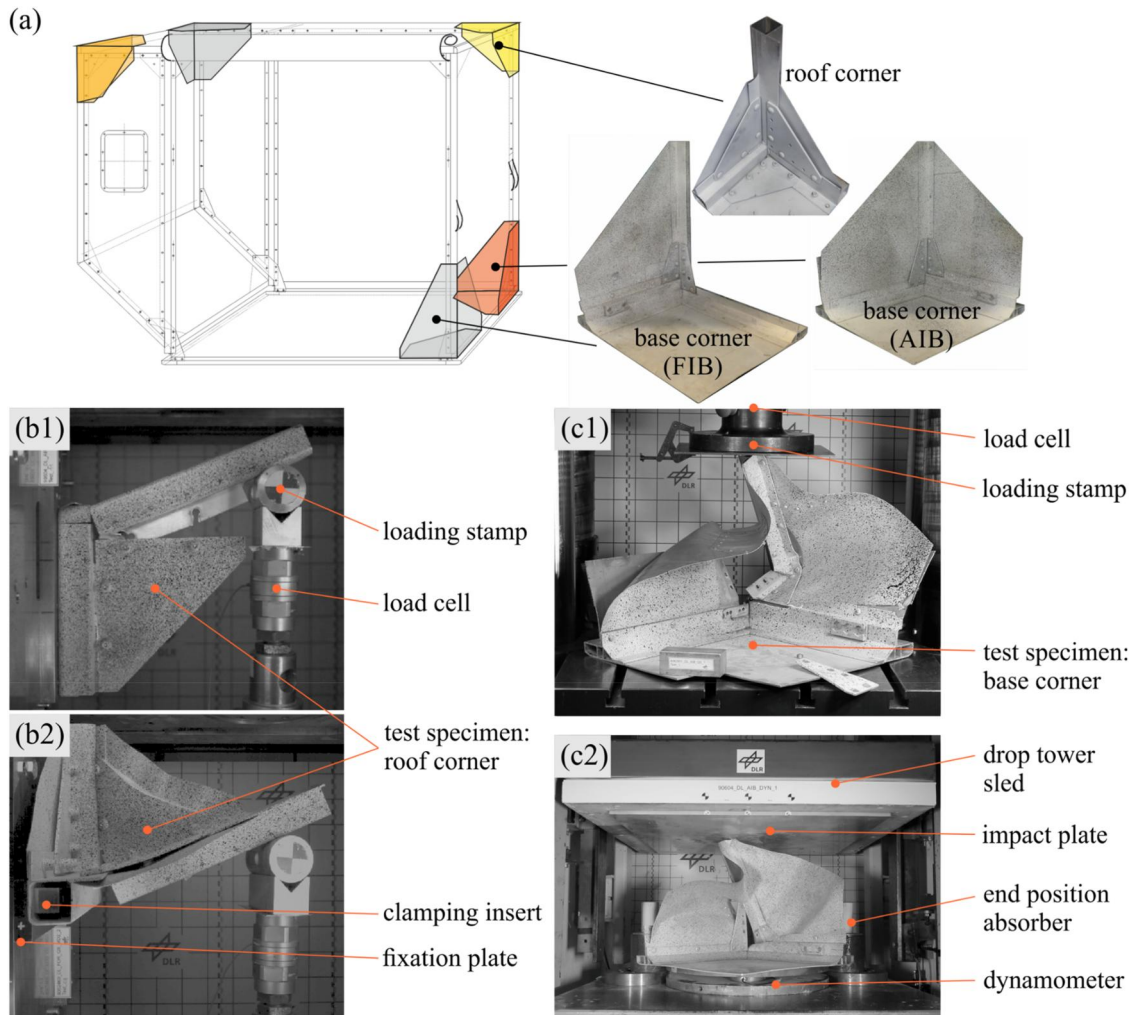 (a)
roof corner
base corner
(FIB)
base corner
(AIB)
(b1)
loading stamp
load cell
(b2)
test specimen:
roof corner
clamping insert
fixation plate
DLR
(c1)
load cell
loading stamp
DLR
test specimen:
base corner
(c2)
DLR
90604_DL_AIB_DYN_1
DLR
drop tower
sled
impact plate
end position
absorber
dynamometer